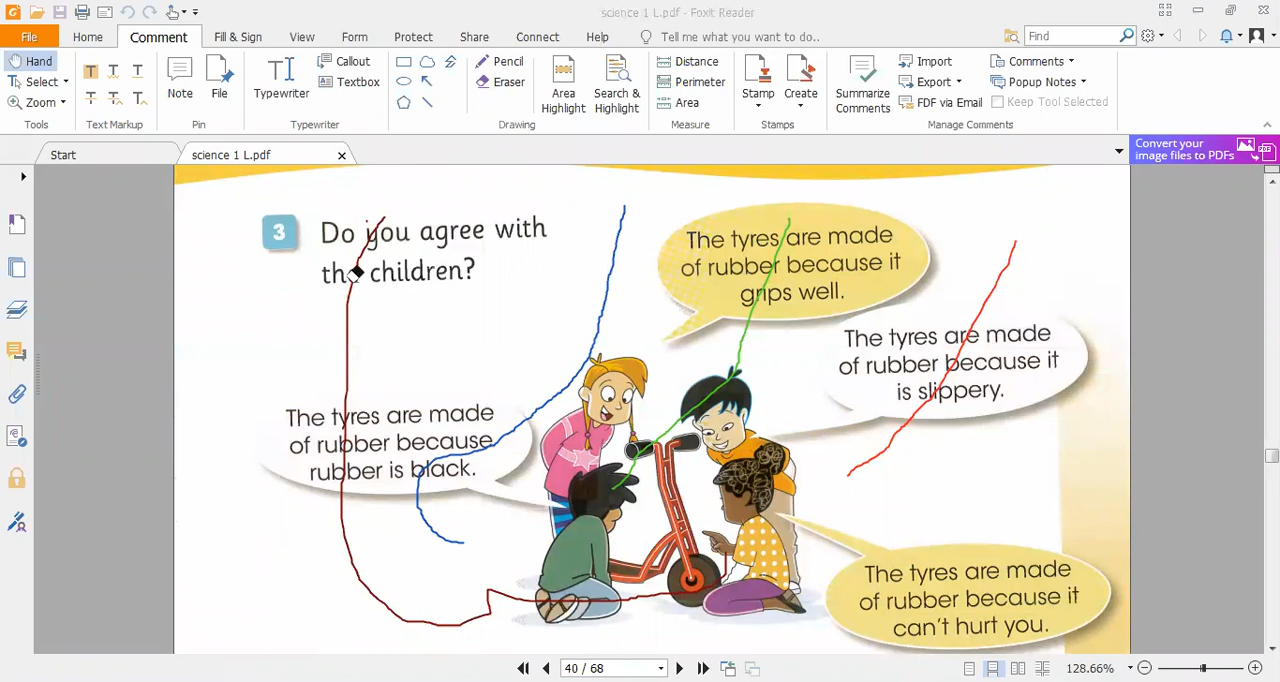 science 1 L.pdf - Foxit Reader
File Home Comment Fill & Sign View Form Protect Share Connect Help Tell me what you want to do.. Find
Hand
Select
Zoom
Tools
T T T
T T T
Text Markup
Note
File
Pin
Typewriter
Callout
Textbox
Typewriter
Pencil
Eraser
Drawing
Area
Highlight
Search &
Highlight
Distance
Perimeter
Area
Measure
Stamp
Create
Stamps
Summarize
Comments
Import
Export
FDF via Email
Comments
Popup Notes
Keep Tool Selected
Manage Comments
Start
science 1 L.pdf
Convert your
image files to PDFs
PDF
3
Do you agree with
the children?
The tyres are made
of rubber because it
grips well.
The tyres are made
of rubber because it
is slippery.
The tyres are made
of rubber because
rubber is black.
The tyres are made
of rubber because it
can't hurt you.
40 / 68
128.66%